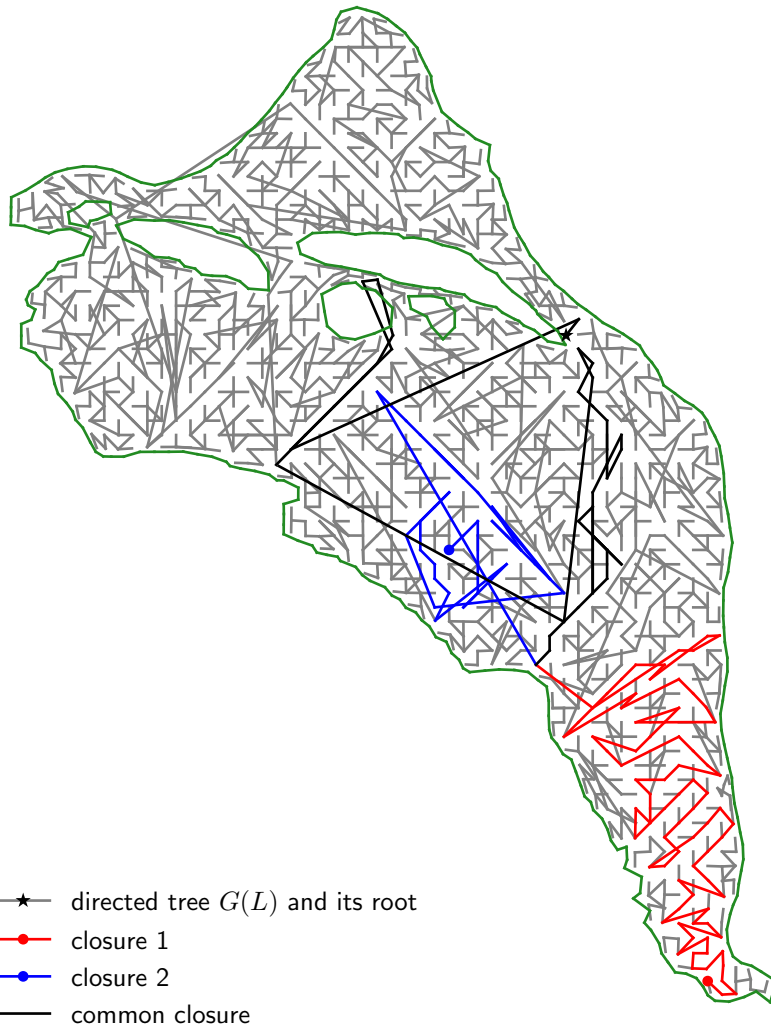 directed tree G(L) and its root
closure 1
closure 2
common closure